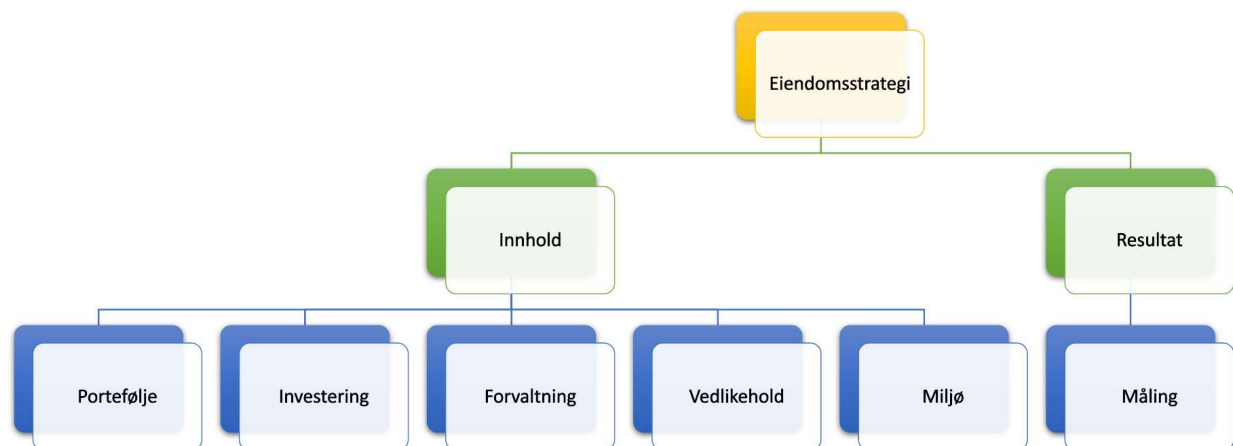 Eiendomsstrategi
Innhold
Resultat
Portefølje
Investering
Forvaltning
Vedlikehold
Miljø
Måling